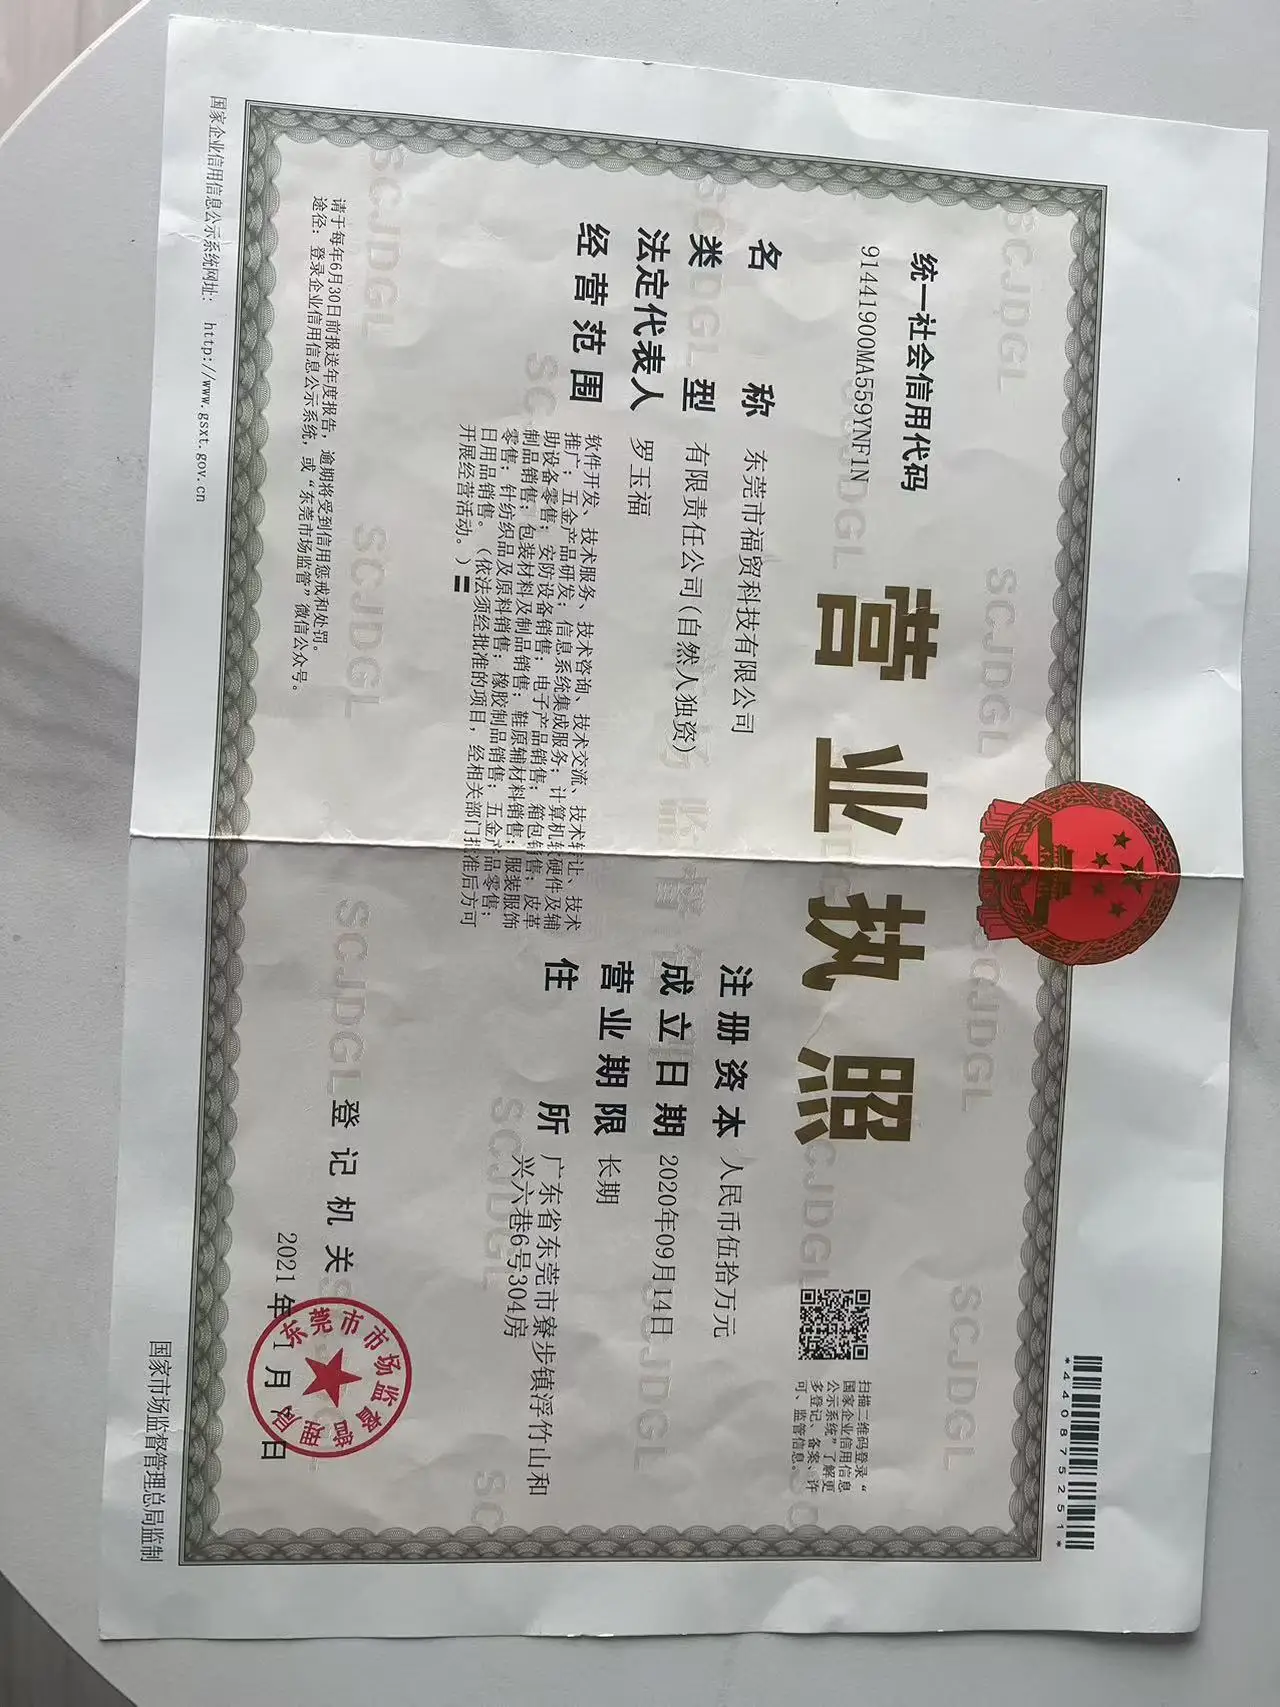 *440875251*
统一社会信用代码
91441900MA559YNF1N
营业执照
扫描二维码登录“
国家企业信用信息
公示系统”了解更
多登记、备案、许
可、监管信息。
名称 东莞市福贸科技有限公司
类型 有限责任公司(自然人独资)
法定代表人 罗玉福
经营范围 软件开发、技术服务、技术咨询、技术交流、技术转让、技术
推广；五金产品研发；信息系统集成服务；计算机软硬件及辅
助设备零售；安防设备销售；电子产品销售；箱包销售；皮革
制品销售；包装材料及制品销售；鞋原辅材料销售；服装服饰
零售；针纺织品及原料销售；橡胶制品销售；五金产品零售；
日用品销售。（依法须经批准的项目，经相关部门批准后方可
开展经营活动。）
注册资本 人民币伍拾万元
成立日期 2020年09月14日
营业期限 长期
住所 广东省东莞市寮步镇浮竹山和
兴六巷6号304房
请于每年6月30日前报送年度报告，逾期将受到信用惩戒和处罚。
途径：登录企业信用信息公示系统，或“东莞市场监管”微信公众号。
登记机关
东莞市市场监督管理局
2021年1月 日
国家企业信用信息公示系统网址： http://www.gsxt.gov.cn
国家市场监督管理总局监制
SCJDGL